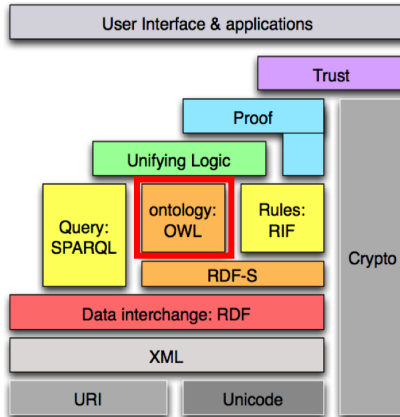 User Interface & applications
Trust
Proof
Unifying Logic
Query:
SPARQL
ontology:
OWL
Rules:
RIF
Crypto
RDF-S
Data interchange: RDF
XML
URI
Unicode